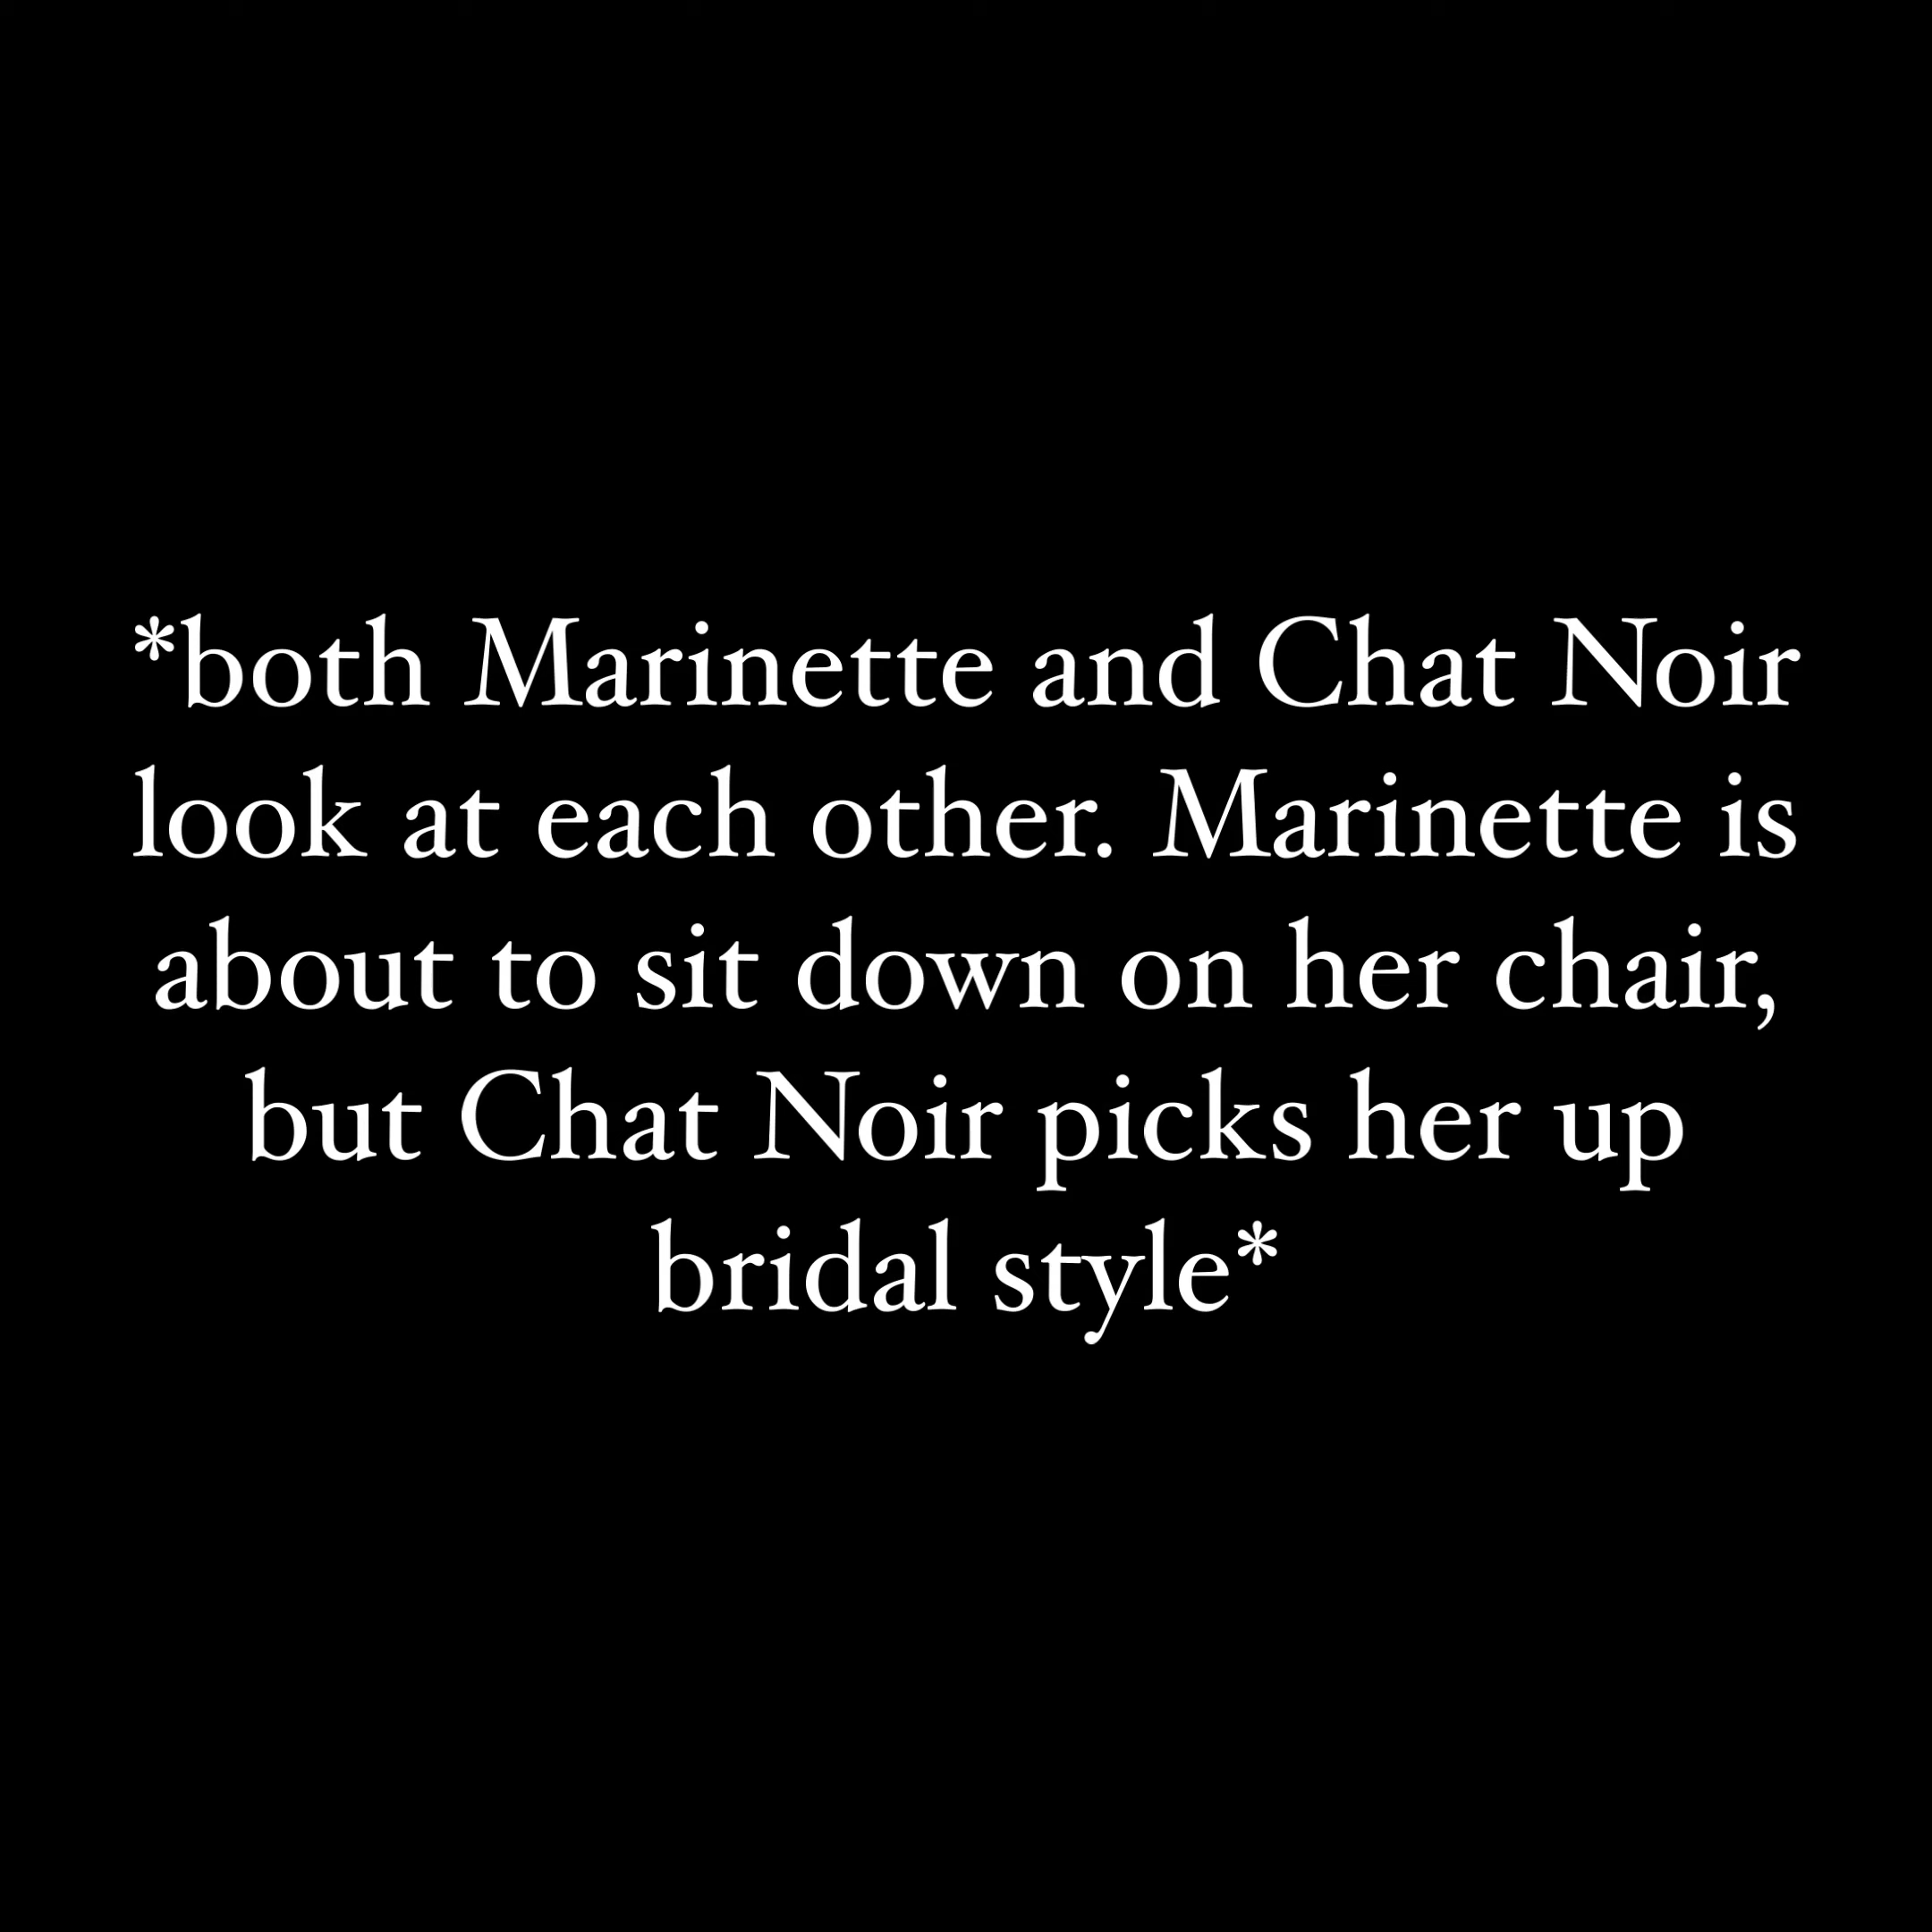 *both Marinette and Chat Noir
look at each other. Marinette is
about to sit down on her chair,
but Chat Noir picks her up
bridal style*